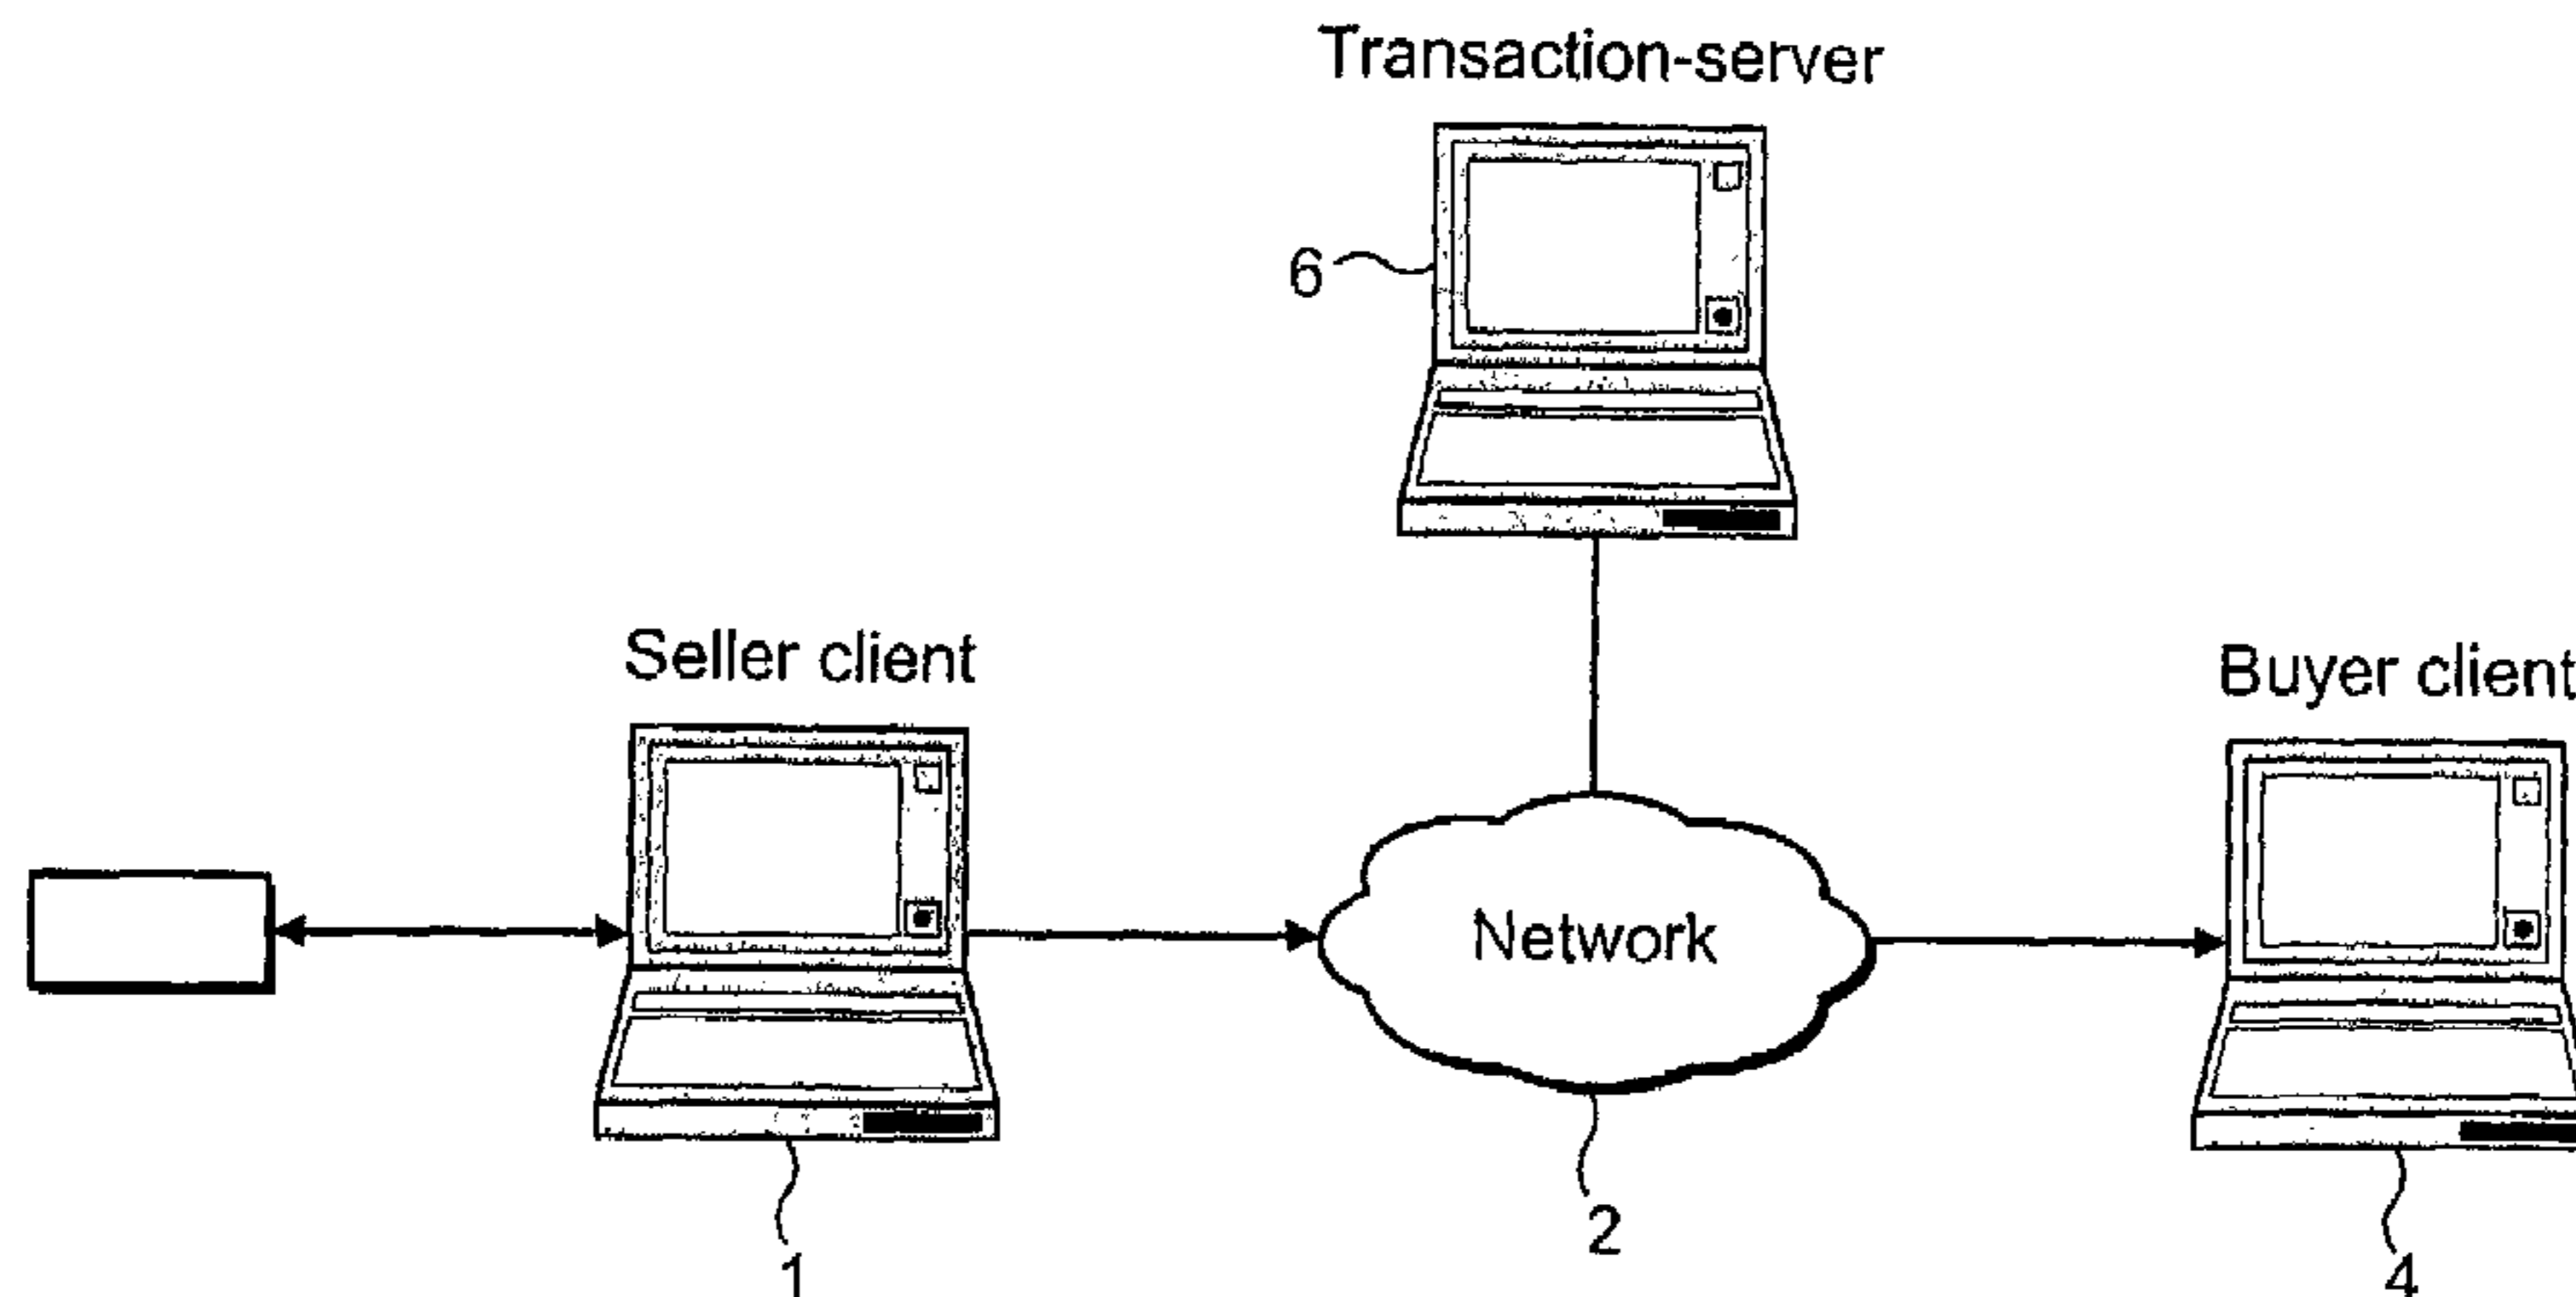 Transaction-server
6
Seller client
Buyer client
Network
1
2
4